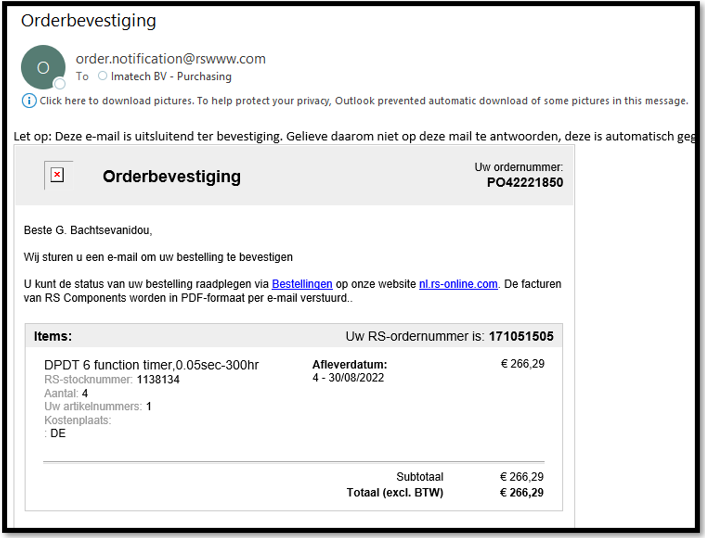 Orderbevestiging
O
order.notification@rswww.com
To Imatech BV - Purchasing
Click here to download pictures. To help protect your privacy, Outlook prevented automatic download of some pictures in this message.
Let op: Deze e-mail is uitsluitend ter bevestiging. Gelieve daarom niet op deze mail te antwoorden, deze is automatisch geg
Orderbevestiging
Uw ordernummer:
PO42221850
Beste G. Bachtsevanidou,
Wij sturen u een e-mail om uw bestelling te bevestigen
U kunt de status van uw bestelling raadplegen via Bestellingen op onze website nl.rs-online.com. De facturen
van RS Components worden in PDF-formaat per e-mail verstuurd..
Items: Uw RS-ordernummer is: 171051505
DPDT 6 function timer,0.05sec-300hr
RS-stocknummer: 1138134
Aantal: 4
Uw artikelnummers: 1
Kostenplaats:
: DE
Afleverdatum:
4 - 30/08/2022
€ 266,29
Subtotaal € 266,29
Totaal (excl. BTW) € 266,29